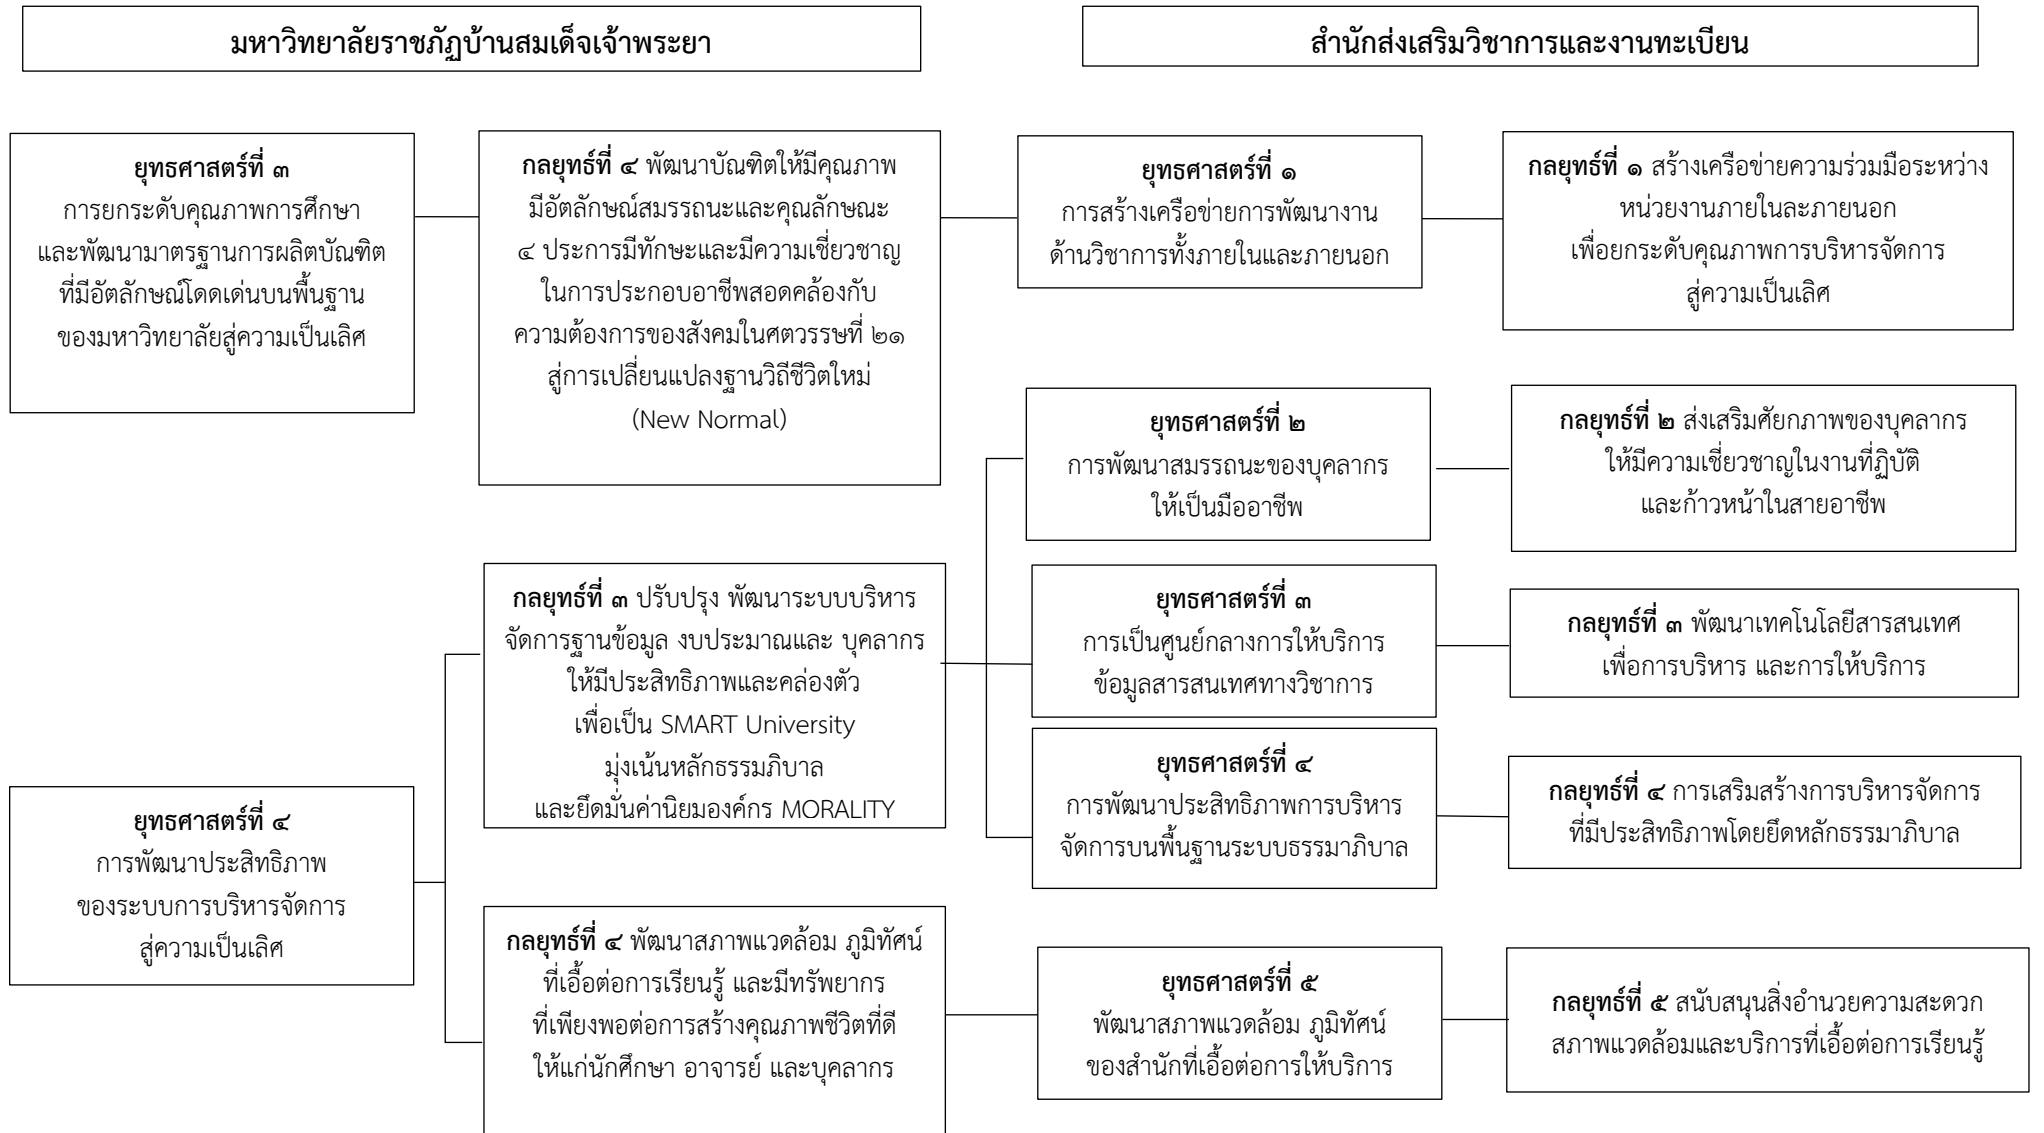 มหาวิทยาลัยราชภัฏบ้านสมเด็จเจ้าพระยา
สำนักส่งเสริมวิชาการและงานทะเบียน
ยุทธศาสตร์ที่ ๓
การยกระดับคุณภาพการศึกษา
และพัฒนามาตรฐานการผลิตบัณฑิต
ที่มีอัตลักษณ์โดดเด่นบนพื้นฐาน
ของมหาวิทยาลัยสู่ความเป็นเลิศ
กลยุทธ์ที่ ๔ พัฒนาบัณฑิตให้มีคุณภาพ
มีอัตลักษณ์สมรรถนะและคุณลักษณะ
๔ ประการมีทักษะและมีความเชี่ยวชาญ
ในการประกอบอาชีพสอดคล้องกับ
ความต้องการของสังคมในศตวรรษที่ ๒๑
สู่การเปลี่ยนแปลงฐานวิถีชีวิตใหม่
(New Normal)
ยุทธศาสตร์ที่ ๑
การสร้างเครือข่ายการพัฒนางาน
ด้านวิชาการทั้งภายในและภายนอก
กลยุทธ์ที่ ๑ สร้างเครือข่ายความร่วมมือระหว่าง
หน่วยงานภายในละภายนอก
เพื่อยกระดับคุณภาพการบริหารจัดการ
สู่ความเป็นเลิศ
ยุทธศาสตร์ที่ ๒
การพัฒนาสมรรถนะของบุคลากร
ให้เป็นมืออาชีพ
กลยุทธ์ที่ ๒ ส่งเสริมศัยกภาพของบุคลากร
ให้มีความเชี่ยวชาญในงานที่ฏิบัติ
และก้าวหน้าในสายอาชีพ
ยุทธศาสตร์ที่ ๔
การพัฒนาประสิทธิภาพ
ของระบบการบริหารจัดการ
สู่ความเป็นเลิศ
กลยุทธ์ที่ ๓ ปรับปรุง พัฒนาระบบบริหาร
จัดการฐานข้อมูล งบประมาณและ บุคลากร
ให้มีประสิทธิภาพและคล่องตัว
เพื่อเป็น SMART University
มุ่งเน้นหลักธรรมภิบาล
และยึดมั่นค่านิยมองค์กร MORALITY
ยุทธศาสตร์ที่ ๓
การเป็นศูนย์กลางการให้บริการ
ข้อมูลสารสนเทศทางวิชาการ
กลยุทธ์ที่ ๓ พัฒนาเทคโนโลยีสารสนเทศ
เพื่อการบริหาร และการให้บริการ
ยุทธศาสตร์ที่ ๔
การพัฒนาประสิทธิภาพการบริหาร
จัดการบนพื้นฐานระบบธรรมาภิบาล
กลยุทธ์ที่ ๔ การเสริมสร้างการบริหารจัดการ
ที่มีประสิทธิภาพโดยยึดหลักธรรมาภิบาล
กลยุทธ์ที่ ๔ พัฒนาสภาพแวดล้อม ภูมิทัศน์
ที่เอื้อต่อการเรียนรู้ และมีทรัพยากร
ที่เพียงพอต่อการสร้างคุณภาพชีวิตที่ดี
ให้แก่นักศึกษา อาจารย์ และบุคลากร
ยุทธศาสตร์ที่ ๕
พัฒนาสภาพแวดล้อม ภูมิทัศน์
ของสำนักที่เอื้อต่อการให้บริการ
กลยุทธ์ที่ ๕ สนับสนุนสิ่งอำนวยความสะดวก
สภาพแวดล้อมและบริการที่เอื้อต่อการเรียนรู้